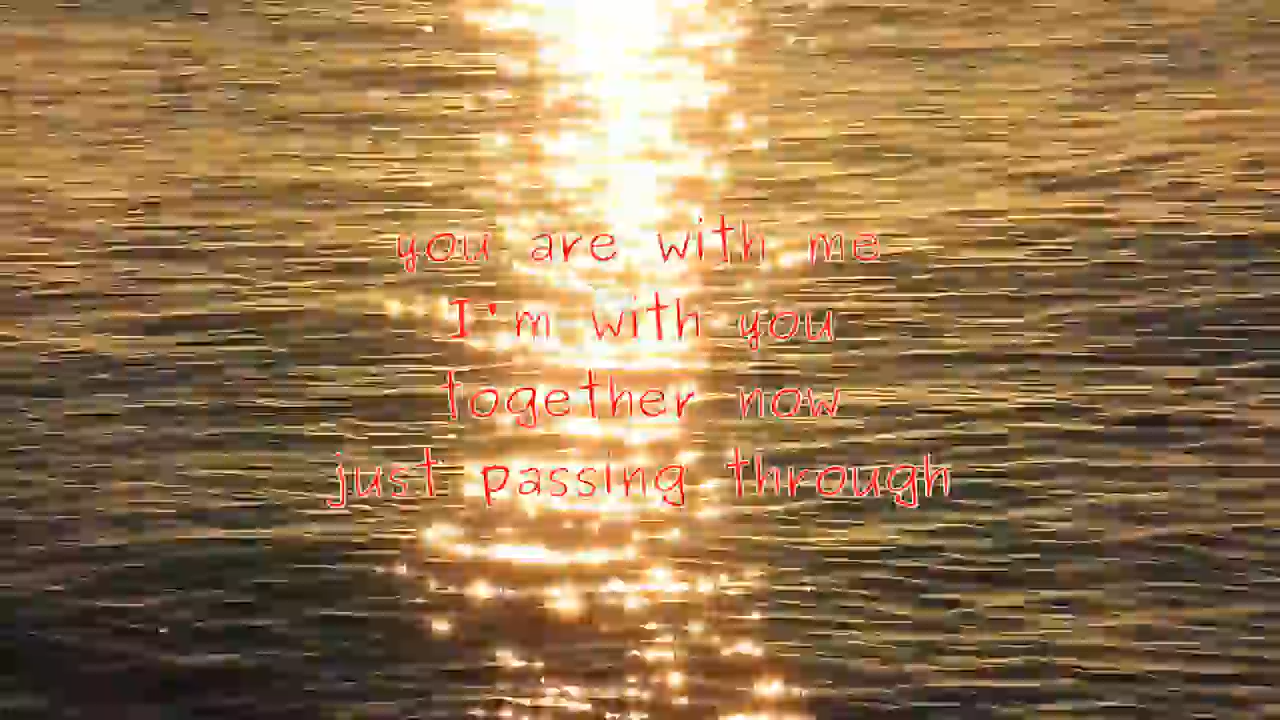 you are with me
I'm with you
together now
just passing through